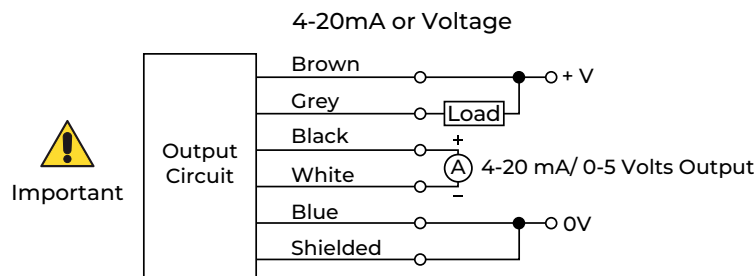 4-20mA or Voltage
Brown
+ V
Grey
Load
Black
+
Output
Circuit
A
4-20 mA/ 0-5 Volts Output
White
−
Important
Blue
0V
Shielded